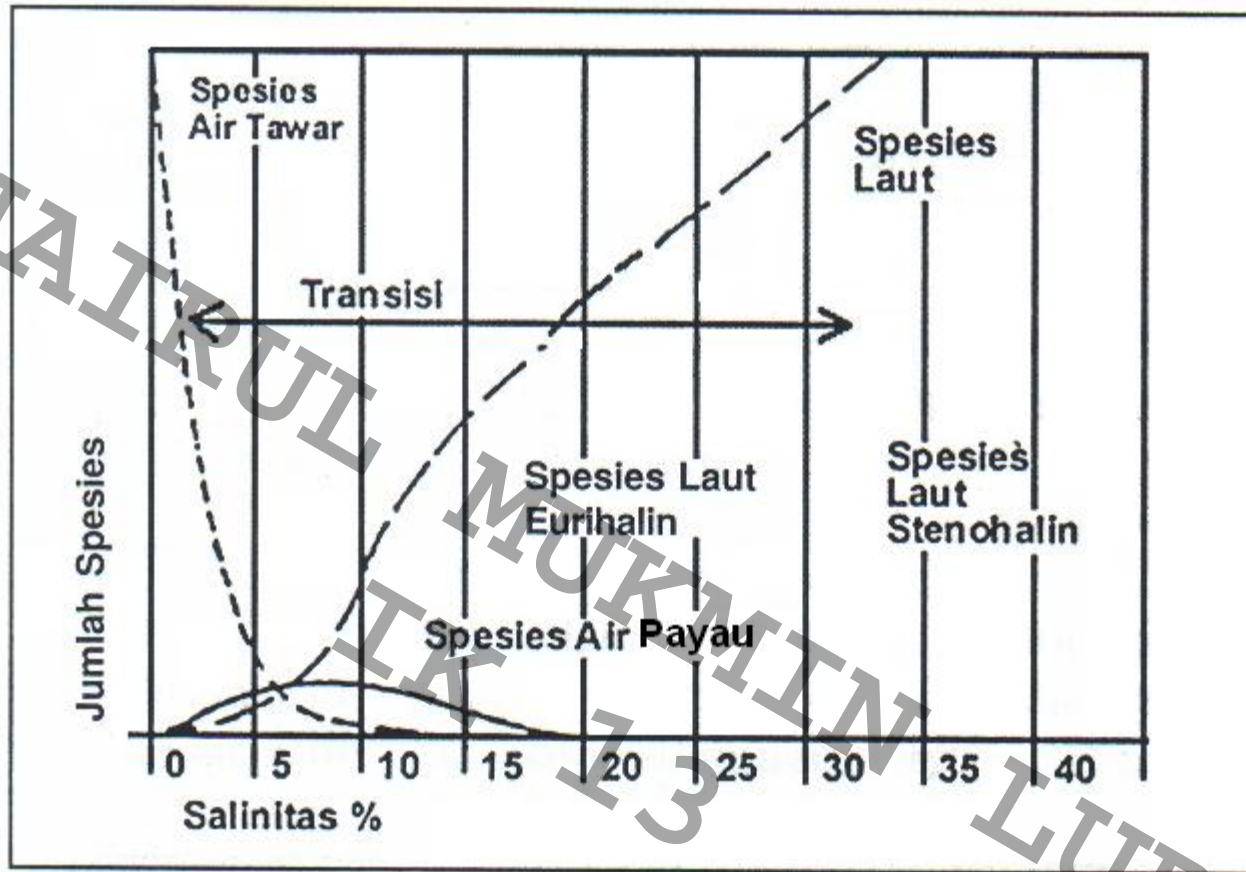 Spesies
Air Tawar
Spesies
Laut
Transisi
Spesies Laut
Eurihalin
Spesies
Laut
Stenohalin
Spesies Air Payau
Jumlah Spesies
0 5 10 15 20 25 30 35 40
Salinitas %
AIRUL MUKMIN LUB
IK 13